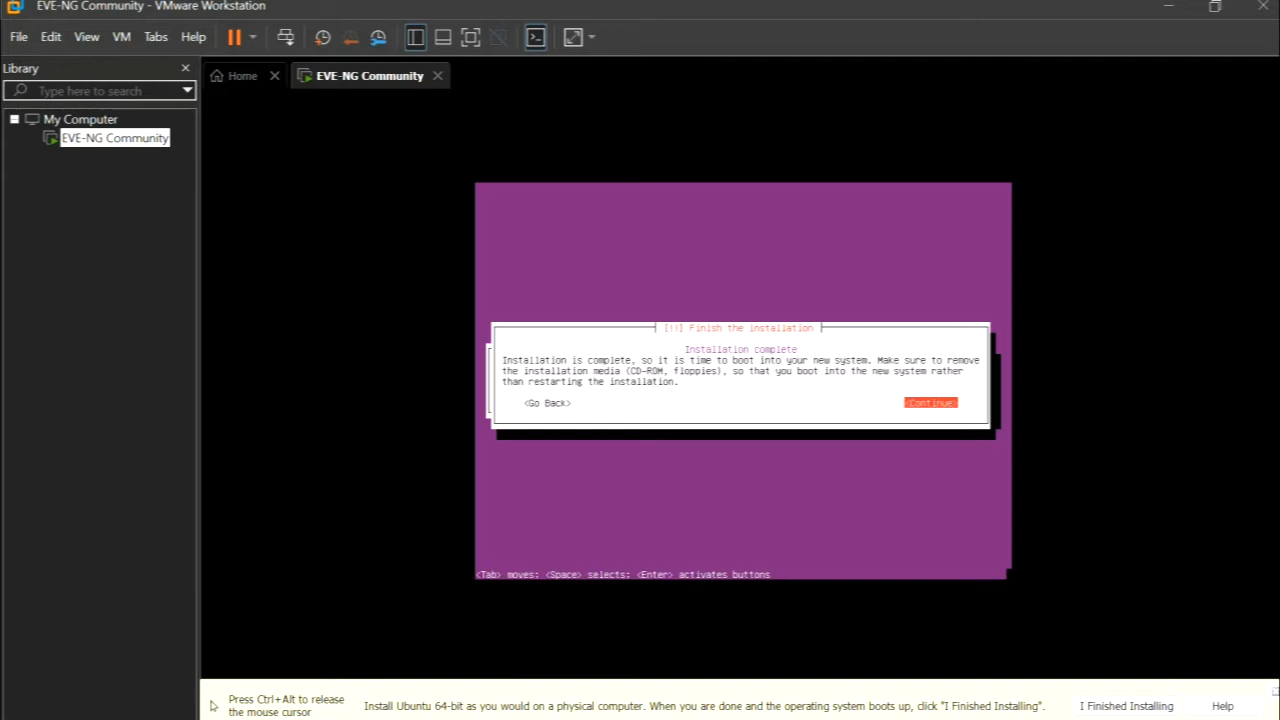 EVE-NG Community - VMware Workstation
File Edit View VM Tabs Help
Library
Type here to search
My Computer
EVE-NG Community
Home
EVE-NG Community
[!!] Finish the installation
Installation complete
Installation is complete, so it is time to boot into your new system. Make sure to remove
the installation media (CD-ROM, floppies), so that you boot into the new system rather
than restarting the installation.
<Go Back> <Continue>
<Tab> moves; <Space> selects; <Enter> activates buttons
Press Ctrl+Alt to release
the mouse cursor
Install Ubuntu 64-bit as you would on a physical computer. When you are done and the operating system boots up, click "I Finished Installing".
I Finished Installing
Help